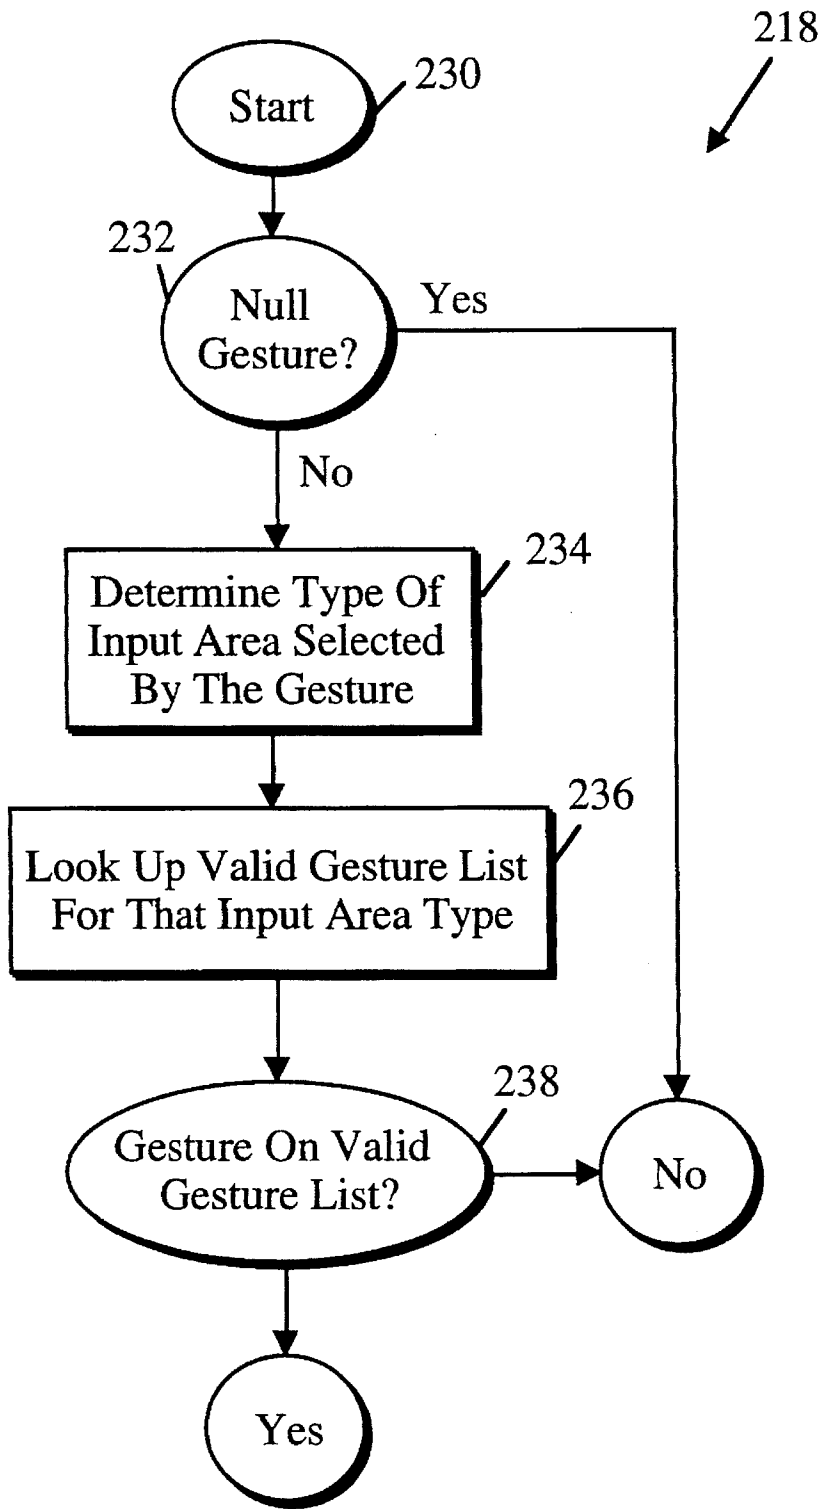 218
Start
230
232
Null
Gesture?
Yes
No
234
Determine Type Of
Input Area Selected
By The Gesture
236
Look Up Valid Gesture List
For That Input Area Type
238
Gesture On Valid
Gesture List?
No
Yes